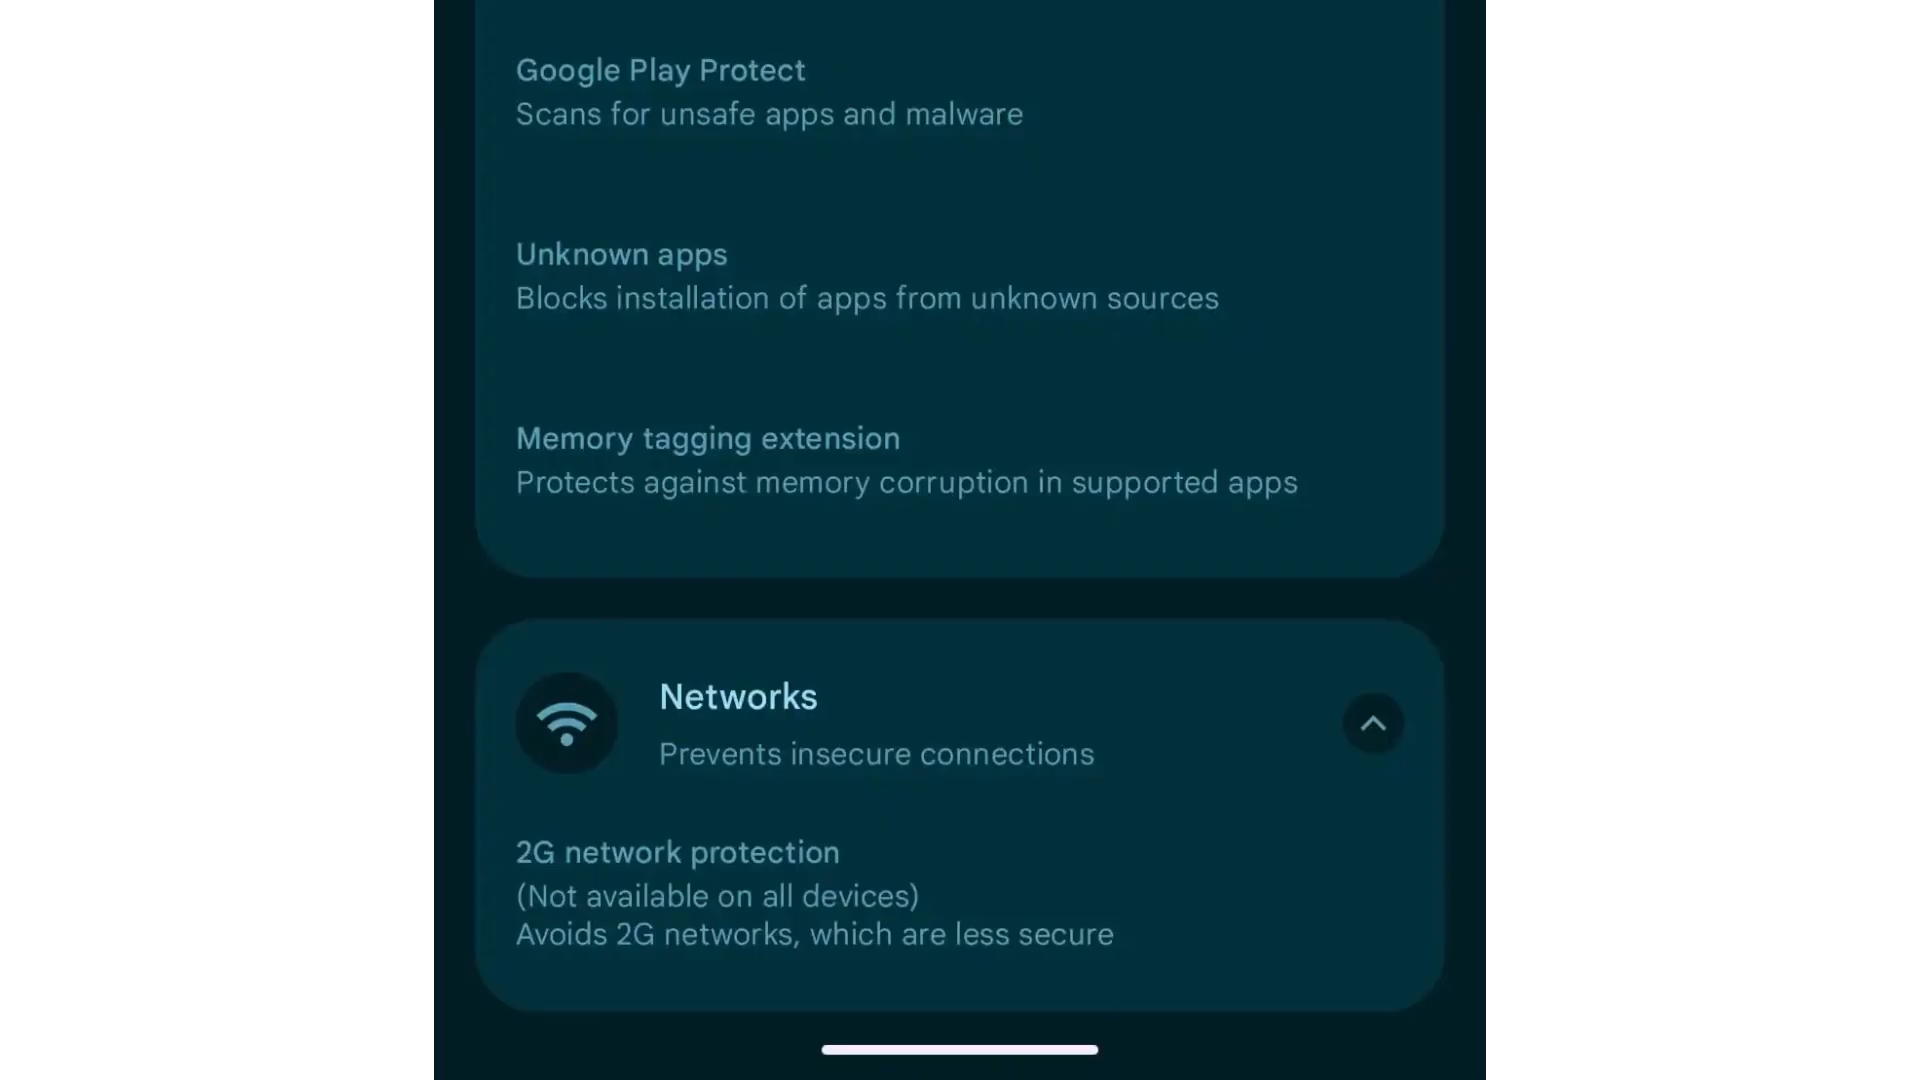 Google Play Protect
Scans for unsafe apps and malware
Unknown apps
Blocks installation of apps from unknown sources
Memory tagging extension
Protects against memory corruption in supported apps
Networks
Prevents insecure connections
2G network protection
(Not available on all devices)
Avoids 2G networks, which are less secure